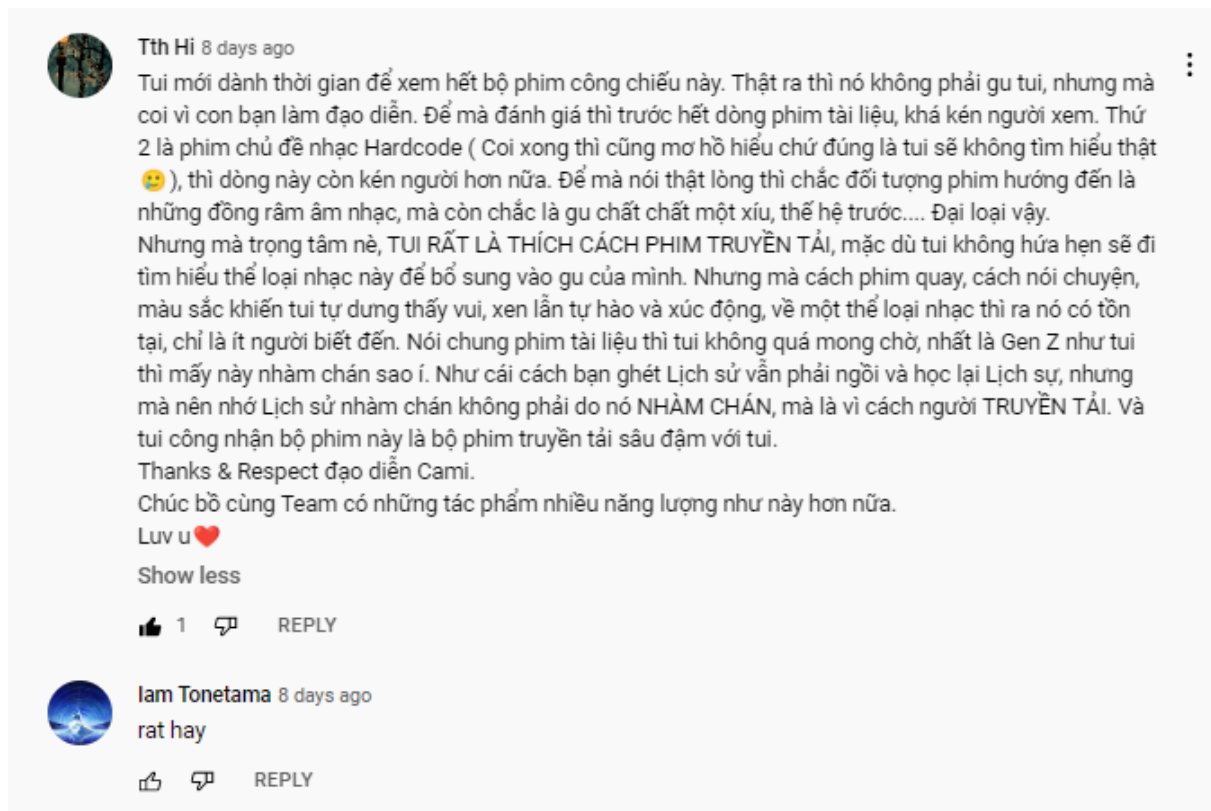 Tth Hi 8 days ago
Tui mới dành thời gian để xem hết bộ phim công chiếu này. Thật ra thì nó không phải gu tui, nhưng mà
coi vì con bạn làm đạo diễn. Để mà đánh giá thì trước hết dòng phim tài liệu, khá kén người xem. Thứ
2 là phim chủ đề nhạc Hardcode ( Coi xong thì cũng mơ hồ hiểu chứ đúng là tui sẽ không tìm hiểu thật
🥲 ), thì dòng này còn kén người hơn nữa. Để mà nói thật lòng thì chắc đối tượng phim hướng đến là
những đồng râm âm nhạc, mà còn chắc là gu chất chất một xíu, thế hệ trước.... Đại loại vậy.
Nhưng mà trọng tâm nè, TUI RẤT LÀ THÍCH CÁCH PHIM TRUYỀN TẢI, mặc dù tui không hứa hẹn sẽ đi
tìm hiểu thể loại nhạc này để bổ sung vào gu của mình. Nhưng mà cách phim quay, cách nói chuyện,
màu sắc khiến tui tự dưng thấy vui, xen lẫn tự hào và xúc động, về một thể loại nhạc thì ra nó có tồn
tại, chỉ là ít người biết đến. Nói chung phim tài liệu thì tui không quá mong chờ, nhất là Gen Z như tui
thì mấy này nhàm chán sao í. Như cái cách bạn ghét Lịch sử vẫn phải ngồi và học lại Lịch sự, nhưng
mà nên nhớ Lịch sử nhàm chán không phải do nó NHÀM CHÁN, mà là vì cách người TRUYỀN TẢI. Và
tui công nhận bộ phim này là bộ phim truyền tải sâu đậm với tui.
Thanks & Respect đạo diễn Cami.
Chúc bồ cùng Team có những tác phẩm nhiều năng lượng như này hơn nữa.
Luv u❤️
Show less
1 REPLY
Iam Tonetama 8 days ago
rat hay
REPLY